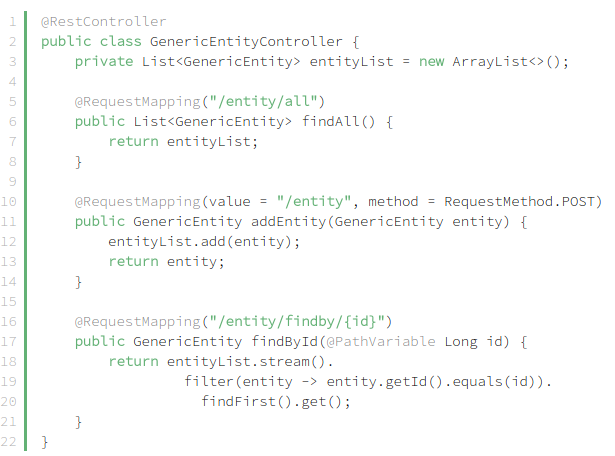 1 @RestController
2 public class GenericEntityController {
3     private List<GenericEntity> entityList = new ArrayList<>();
4
5     @RequestMapping("/entity/all")
6     public List<GenericEntity> findAll() {
7         return entityList;
8     }
9
10     @RequestMapping(value = "/entity", method = RequestMethod.POST)
11     public GenericEntity addEntity(GenericEntity entity) {
12         entityList.add(entity);
13         return entity;
14     }
15
16     @RequestMapping("/entity/findby/{id}")
17     public GenericEntity findById(@PathVariable Long id) {
18         return entityList.stream().
19                  filter(entity -> entity.getId().equals(id)).
20                    findFirst().get();
21     }
22 }